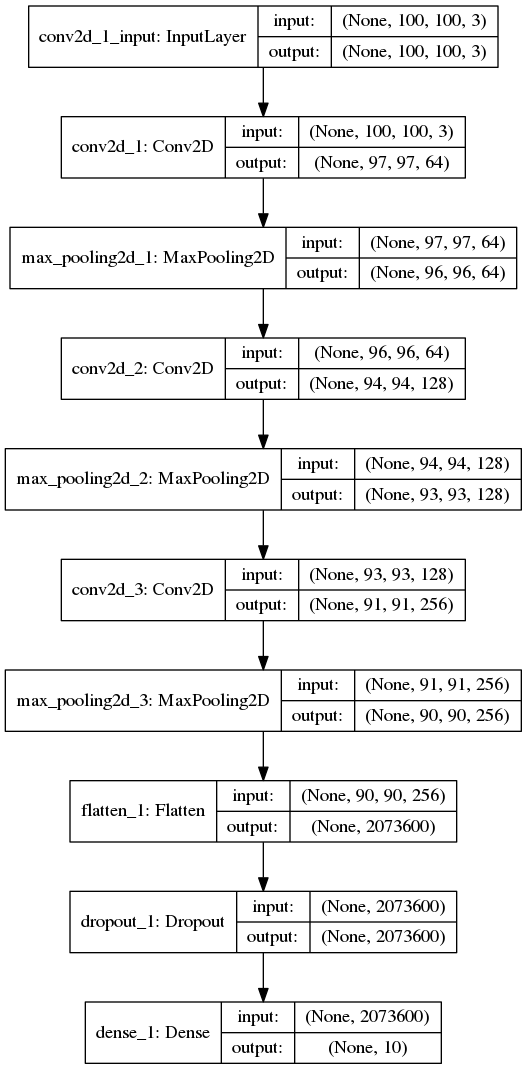 conv2d_1_input: InputLayer
input: (None, 100, 100, 3)
output: (None, 100, 100, 3)
conv2d_1: Conv2D
input: (None, 100, 100, 3)
output: (None, 97, 97, 64)
max_pooling2d_1: MaxPooling2D
input: (None, 97, 97, 64)
output: (None, 96, 96, 64)
conv2d_2: Conv2D
input: (None, 96, 96, 64)
output: (None, 94, 94, 128)
max_pooling2d_2: MaxPooling2D
input: (None, 94, 94, 128)
output: (None, 93, 93, 128)
conv2d_3: Conv2D
input: (None, 93, 93, 128)
output: (None, 91, 91, 256)
max_pooling2d_3: MaxPooling2D
input: (None, 91, 91, 256)
output: (None, 90, 90, 256)
flatten_1: Flatten
input: (None, 90, 90, 256)
output: (None, 2073600)
dropout_1: Dropout
input: (None, 2073600)
output: (None, 2073600)
dense_1: Dense
input: (None, 2073600)
output: (None, 10)